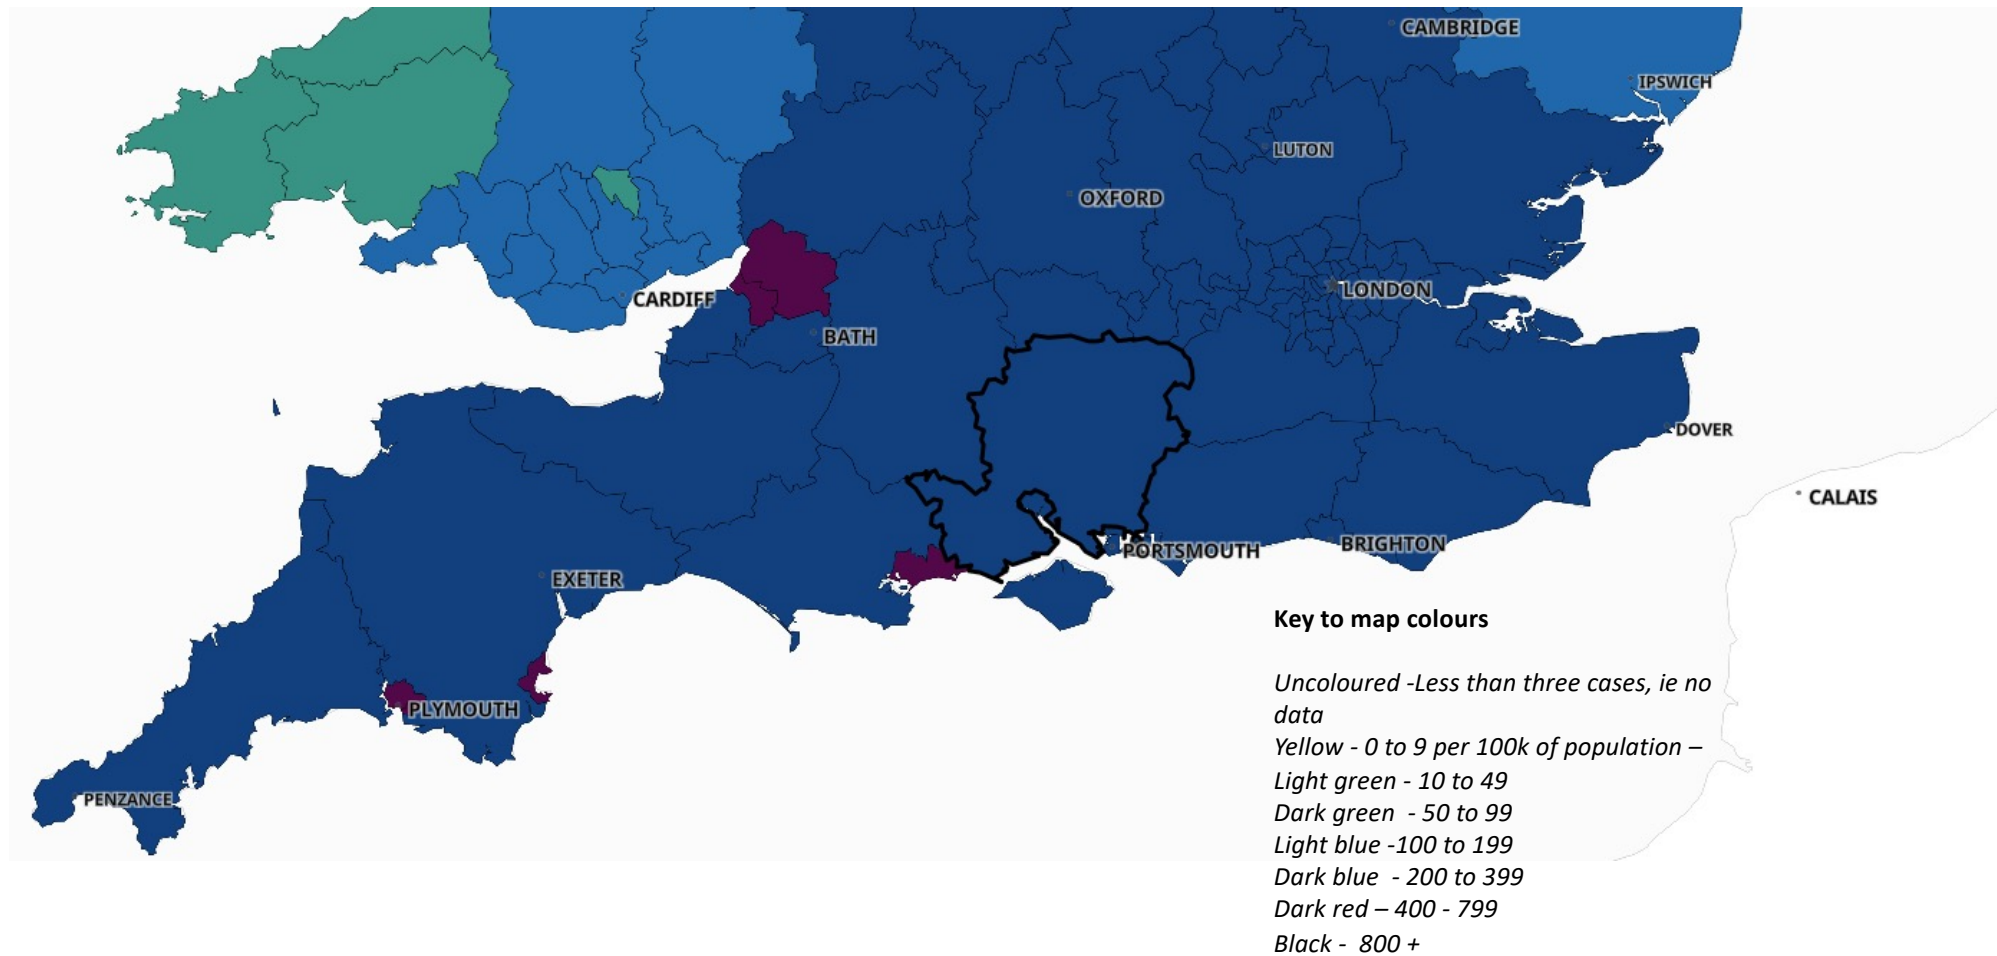 CAMBRIDGE
IPSWICH
LUTON
OXFORD
LONDON
CARDIFF
BATH
DOVER
CALAIS
PORTSMOUTH
BRIGHTON
EXETER
PLYMOUTH
PENZANCE
Key to map colours
Uncoloured -Less than three cases, ie no
data
Yellow - 0 to 9 per 100k of population –
Light green - 10 to 49
Dark green  - 50 to 99
Light blue -100 to 199
Dark blue  - 200 to 399
Dark red – 400 - 799
Black -  800 +